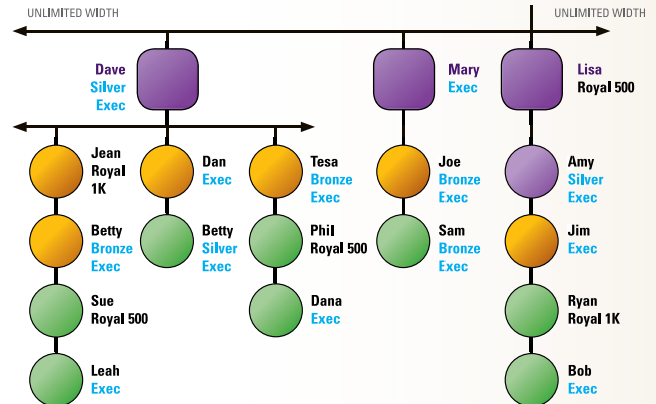 UNLIMITED WIDTH
UNLIMITED WIDTH
Dave
Silver
Exec
Mary
Exec
Lisa
Royal 500
Jean
Royal
1K
Dan
Exec
Tesa
Bronze
Exec
Joe
Bronze
Exec
Amy
Silver
Exec
Betty
Bronze
Exec
Betty
Silver
Exec
Phil
Royal 500
Sam
Bronze
Exec
Jim
Exec
Sue
Royal 500
Dana
Exec
Ryan
Royal 1K
Leah
Exec
Bob
Exec